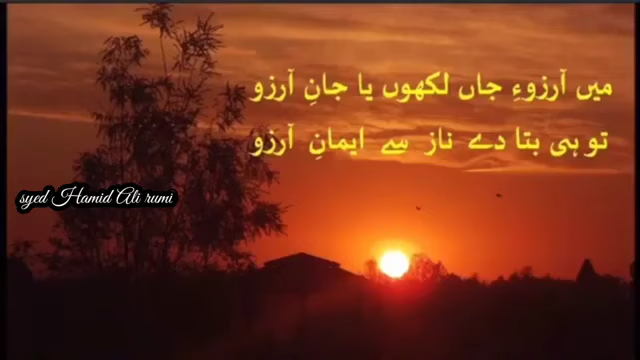 میں آرزوءِ جاں لکھوں یا جانِ آرزو
تو ہی بتا دے ناز سے ایمانِ آرزو
syed Hamid Ali rumi